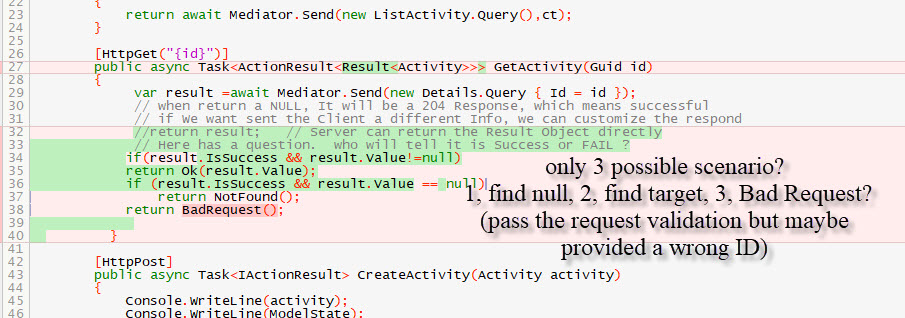 22 {
23 return await Mediator.Send(new ListActivity.Query(),ct);
24 }
25
26 [HttpGet("{id}")]
27 public async Task<ActionResult<Result<Activity>>> GetActivity(Guid id)
28 {
29 var result =await Mediator.Send(new Details.Query { Id = id });
30 // when return a NULL, It will be a 204 Response, which means successful
31 // if We want sent the Client a different Info, we can customize the respond
32 //return result; // Server can return the Result Object directly
33 // Here has a question. who will tell it is Success or FAIL ?
34 if(result.IsSuccess && result.Value!=null)
35 return Ok(result.Value);
36 if (result.IsSuccess && result.Value == null)
37 return NotFound();
38 return BadRequest();
39
40 }
only 3 possible scenario?
1, find null, 2, find target, 3, Bad Request?
(pass the request validation but maybe
provided a wrong ID)
41
42 [HttpPost]
43 public async Task<IActionResult> CreateActivity(Activity activity)
44 {
45 Console.WriteLine(activity);
46 Console.WriteLine(ModelState);